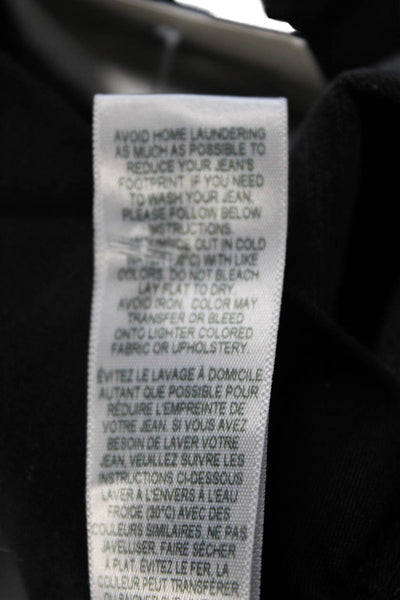 AVOID HOME LAUNDERING
AS MUCH AS POSSIBLE TO
REDUCE YOUR JEAN'S
FOOTPRINT IF YOU NEED
TO WASH YOUR JEAN,
PLEASE FOLLOW BELOW
INSTRUCTIONS.
INSIDE OUT IN COLD
WATER WITH LIKE
COLORS. DO NOT BLEACH
LAY FLAT TO DRY.
AVOID IRON. COLOR MAY
TRANSFER OR BLEED
ONTO LIGHTER COLORED
FABRIC OR UPHOLSTERY.
ÉVITEZ LE LAVAGE À DOMICILE
AUTANT QUE POSSIBLE POUR
RÉDUIRE L'EMPREINTE DE
VOTRE JEAN. SI VOUS AVEZ
BESOIN DE LAVER VOTRE
JEAN, VEUILLEZ SUIVRE LES
INSTRUCTIONS CI-DESSOUS
LAVER À L'ENVERS À L'EAU
FROIDE (30°C) AVEC DES
COULEURS SIMILAIRES, NE PAS
JAVELLISER, FAIRE SÉCHER
À PLAT. ÉVITEZ LE FER, LA
COULEUR PEUT TRANSFÉRER,
OU SAIGNER SUR